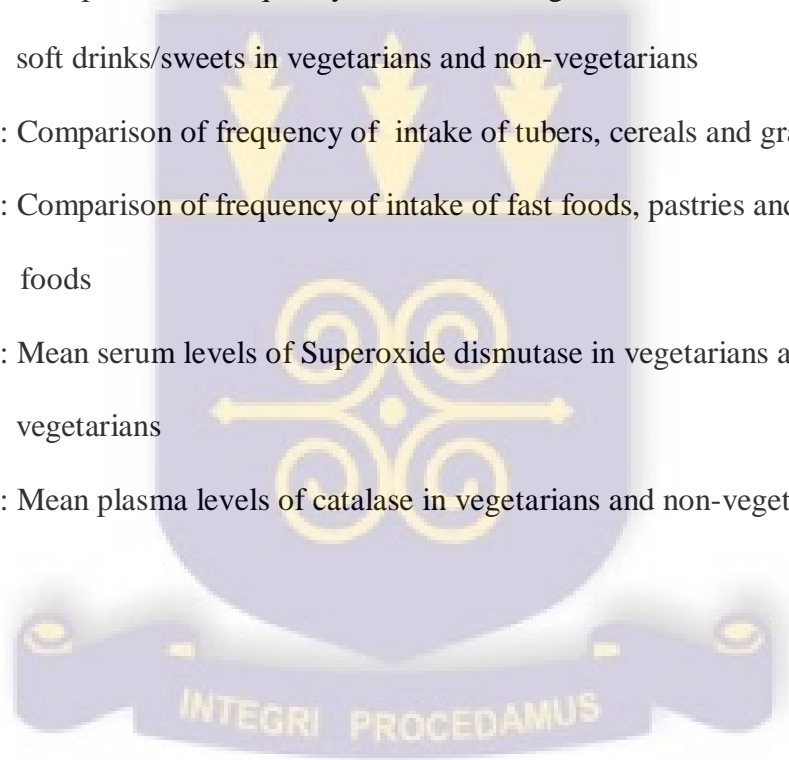 soft drinks/sweets in vegetarians and non-vegetarians
: Comparison of frequency of intake of tubers, cereals and
: Comparison of frequency of intake of fast foods, pastries and
foods
: Mean serum levels of Superoxide dismutase in vegetarians
vegetarians
: Mean plasma levels of catalase in vegetarians and
INTEGRI PROCEDAMUS